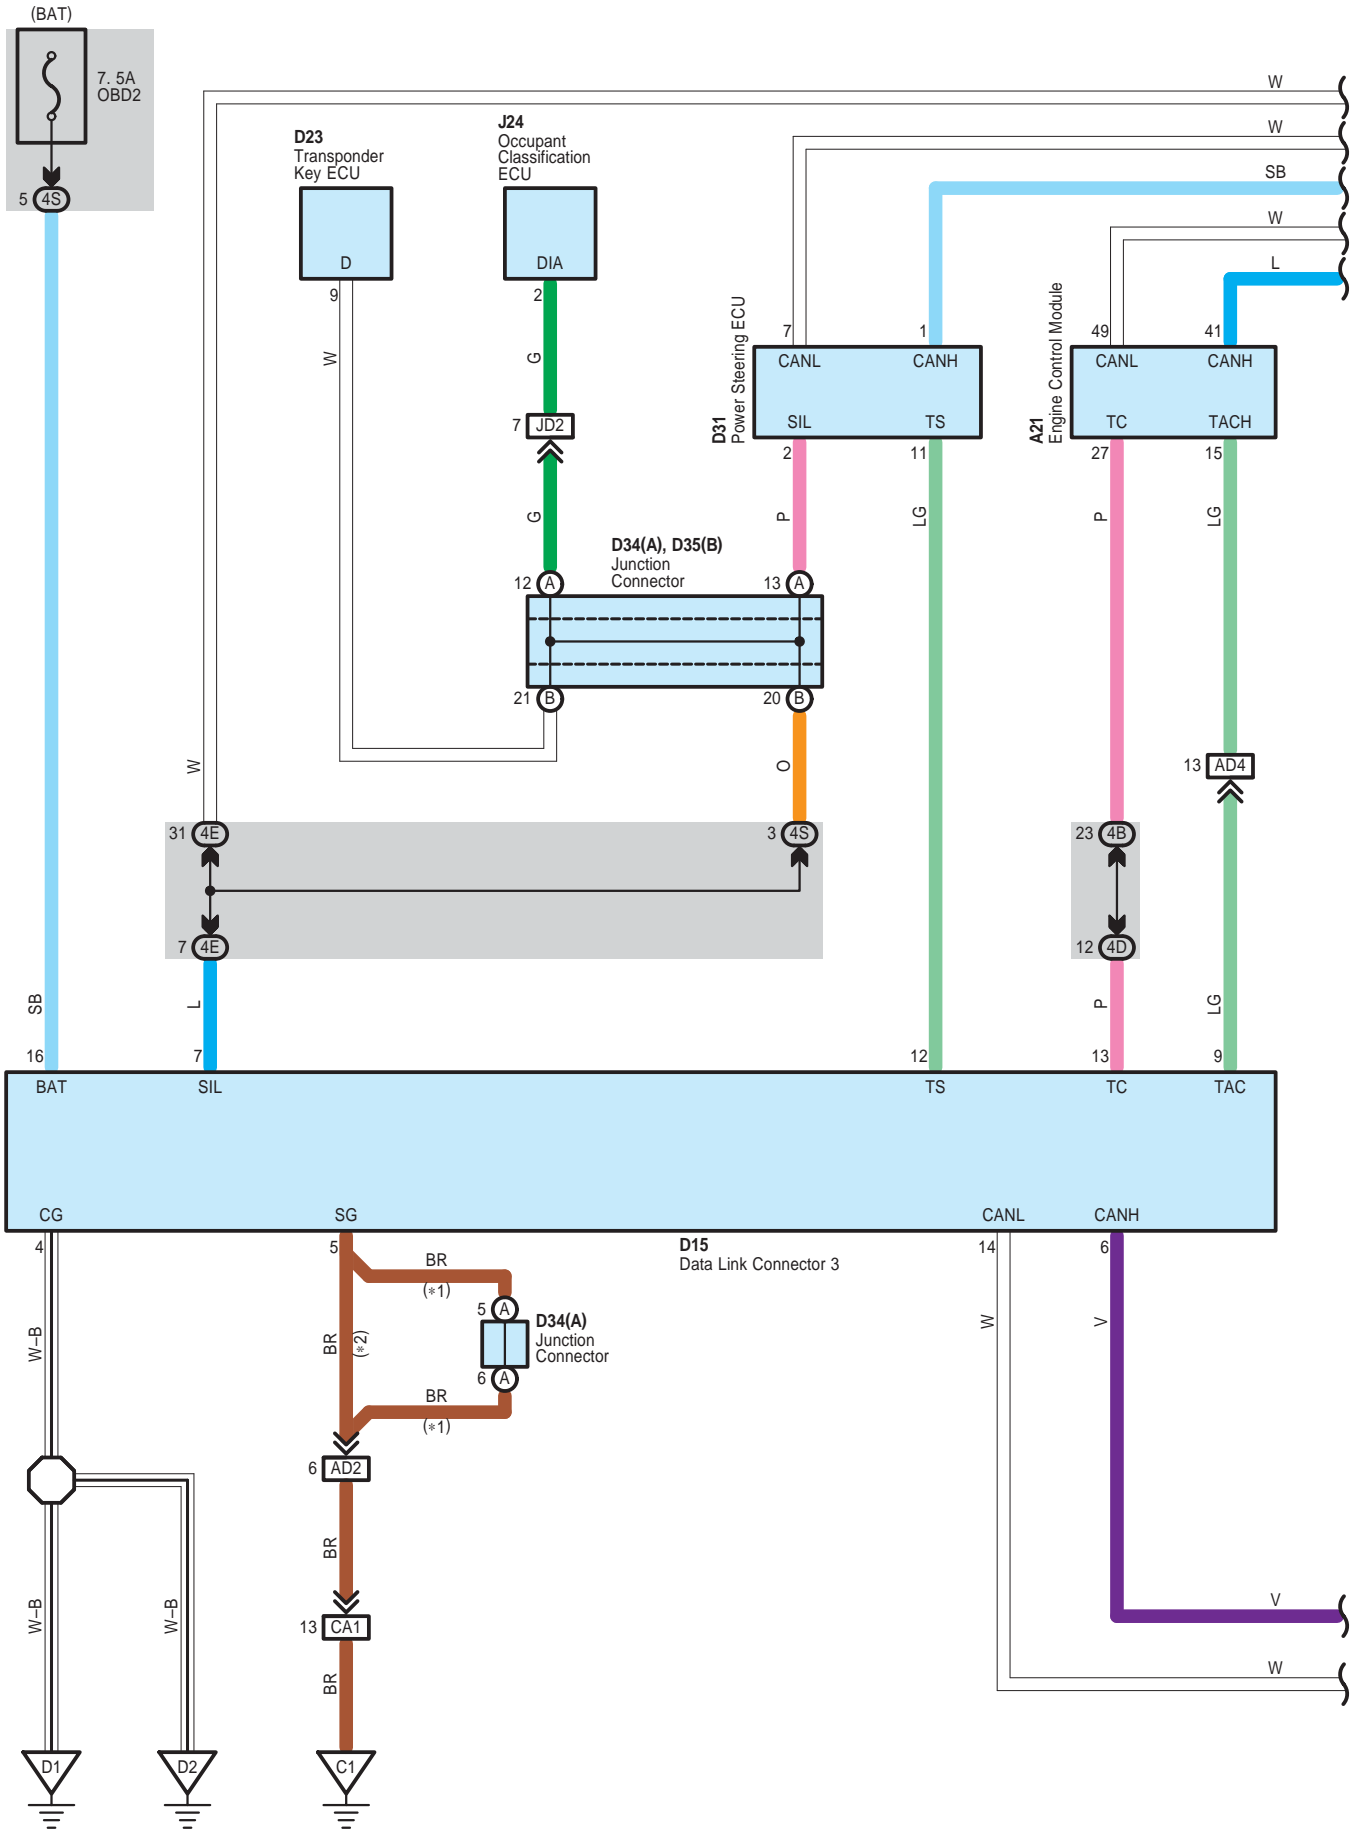 (BAT)
7. 5A
OBD2
5 4S
D23
Transponder
Key ECU
D
9
W
J24
Occupant
Classification
ECU
DIA
2
G
7 JD2
G
W
W
SB
W
L
D31
Power Steering ECU
7
1
CANL
CANH
SIL
TS
2
11
P
LG
A21
Engine Control Module
49
41
CANL
CANH
TC
TACH
27
15
P
LG
D34(A), D35(B)
Junction
Connector
12 A
13 A
21 B
20 B
W
O
13 AD4
31 4E
3 4S
23 4B
7 4E
12 4D
SB
L
P
LG
16
7
12
13
9
BAT
SIL
TS
TC
TAC
CG
SG
CANL
CANH
4
5
D15
Data Link Connector 3
14
6
BR
(*1)
5 A
D34(A)
Junction
Connector
6 A
BR
(*1)
W-B
BR
(*2)
W
V
6 AD2
BR
13 CA1
W-B
W-B
BR
V
W
D1
D2
C1